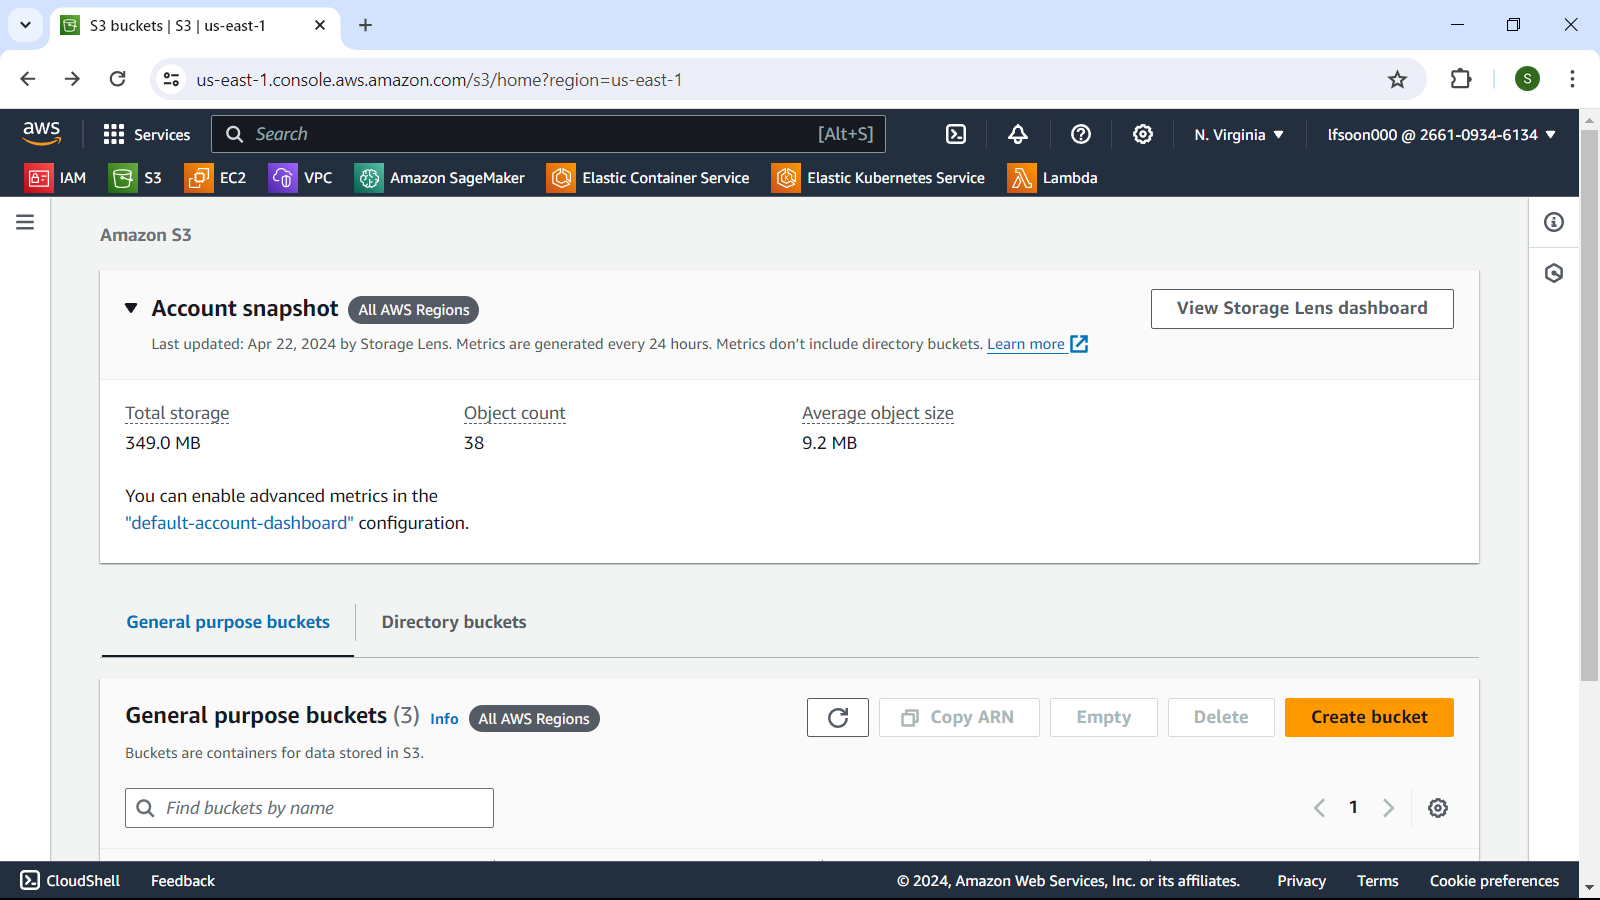 S3 buckets | S3 | us-east-1
us-east-1.console.aws.amazon.com/s3/home?region=us-east-1
S
aws
Services
Search
[Alt+S]
N. Virginia
lfsoon000 @ 2661-0934-6134
IAM
S3
EC2
VPC
Amazon SageMaker
Elastic Container Service
Elastic Kubernetes Service
Lambda
Amazon S3
Account snapshot
All AWS Regions
View Storage Lens dashboard
Last updated: Apr 22, 2024 by Storage Lens. Metrics are generated every 24 hours. Metrics don’t include directory buckets. Learn more
Total storage
349.0 MB
Object count
38
Average object size
9.2 MB
You can enable advanced metrics in the
"default-account-dashboard" configuration.
General purpose buckets
Directory buckets
General purpose buckets (3)
Info
All AWS Regions
Copy ARN
Empty
Delete
Create bucket
Buckets are containers for data stored in S3.
Find buckets by name
1
CloudShell
Feedback
© 2024, Amazon Web Services, Inc. or its affiliates.
Privacy
Terms
Cookie preferences